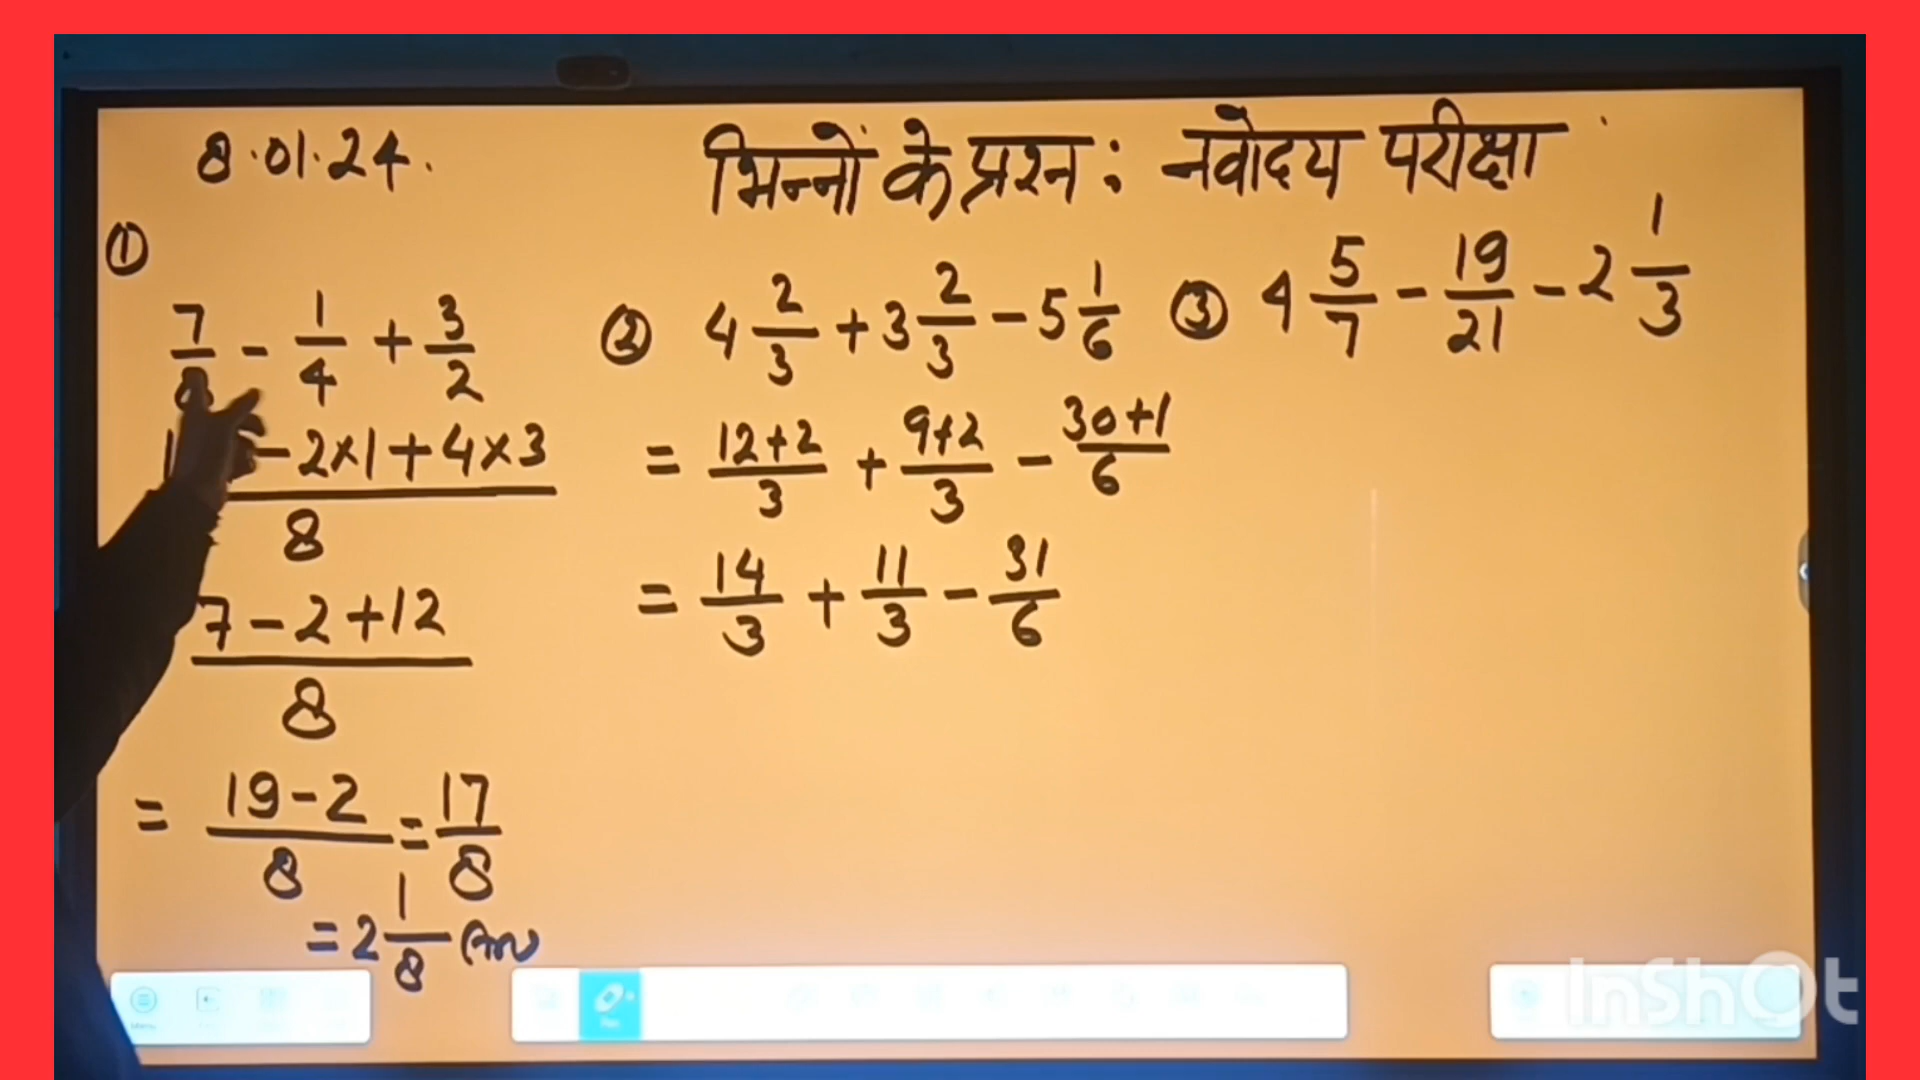 8.01.24.
भिन्नों के प्रश्न : नवोदय परीक्षा
①
7/8 - 1/4 + 3/2
- 2×1 + 4×3 / 8
7 - 2 + 12 / 8
= 19 - 2 / 8 = 17/8
= 2 1/8 Ans
② 4 2/3 + 3 2/3 - 5 1/6
= 12+2/3 + 9+2/3 - 30+1/6
= 14/3 + 11/3 - 31/6
③ 4 5/7 - 19/21 - 2 1/3
InShOt